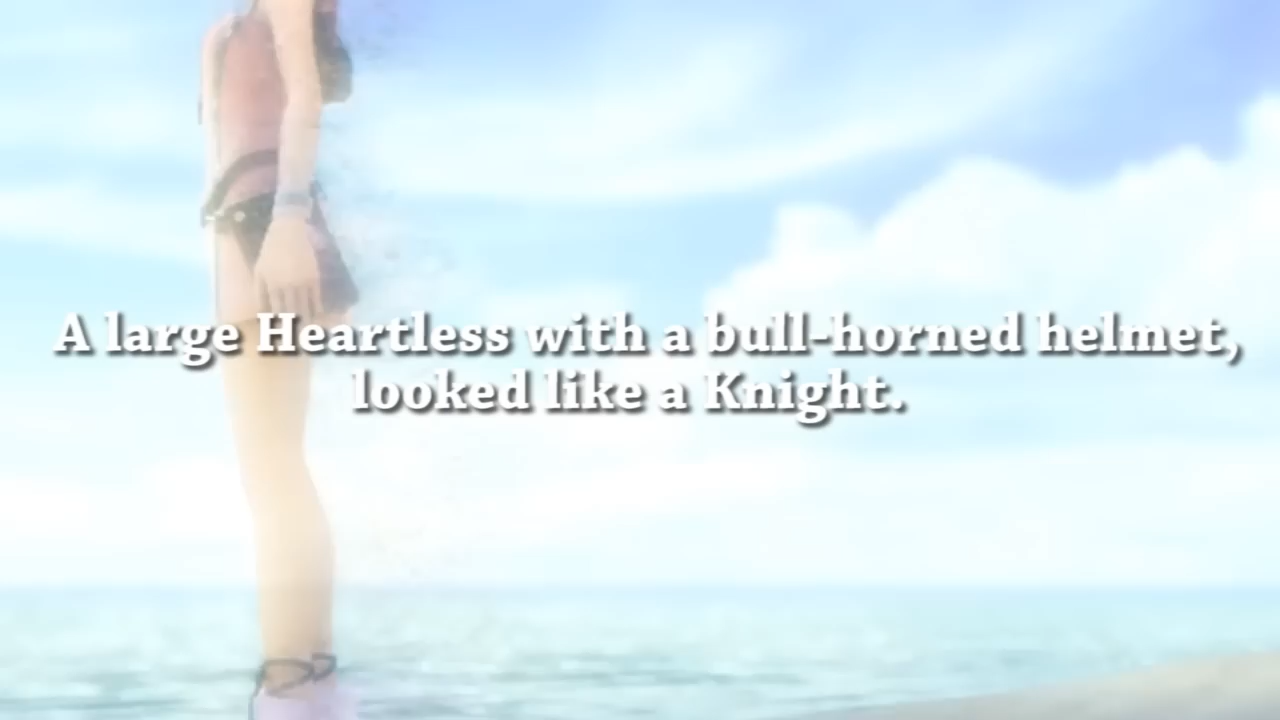 A large Heartless with a bull-horned helmet,
looked like a Knight.